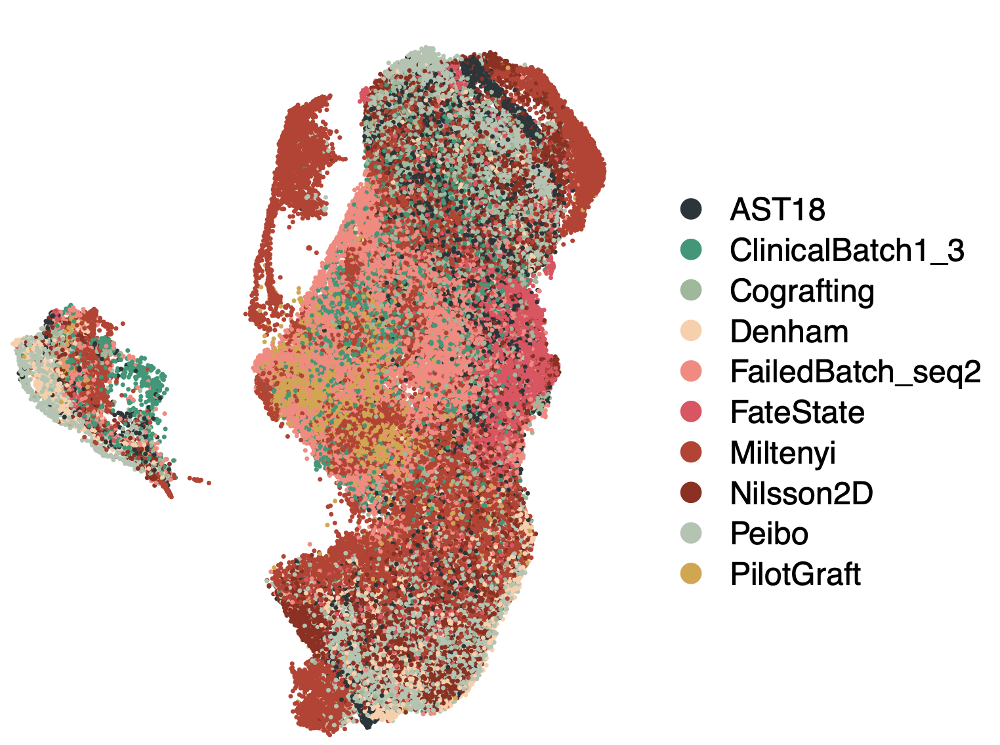 AST18
ClinicalBatch1_3
Cografting
Denham
FailedBatch_seq2
FateState
Miltenyi
Nilsson2D
Peibo
PilotGraft